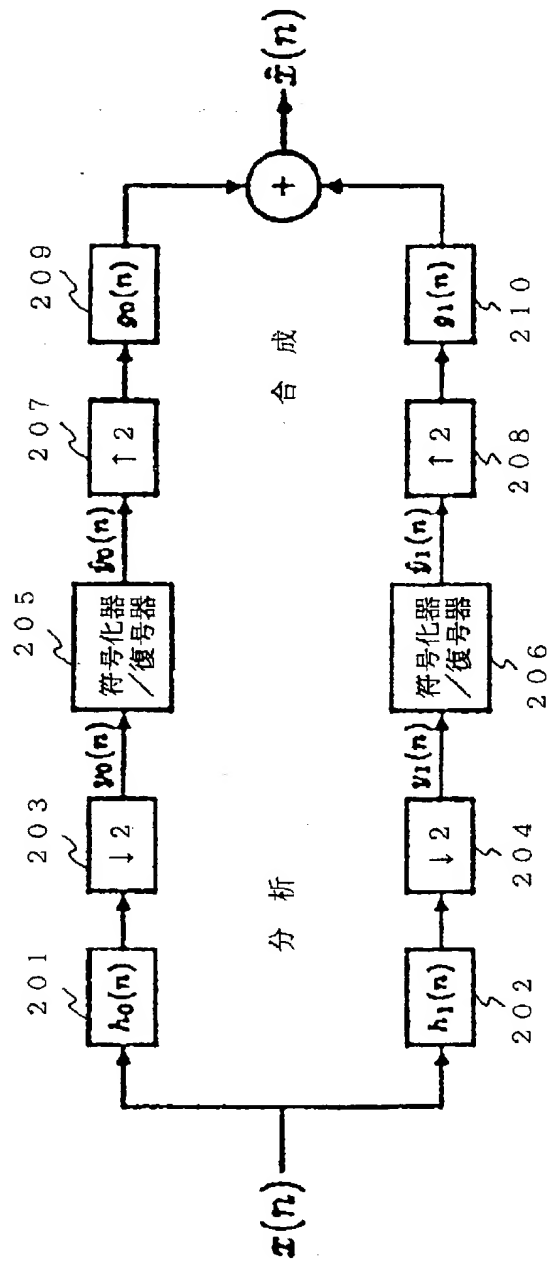 x(n)
201
h₀(n)
203
↓2
y₀(n)
205
符号化器
/復号器
ŷ₀(n)
207
↑2
209
g₀(n)
+
x̂(n)
分析
合成
h₁(n)
202
↓2
204
y₁(n)
符号化器
/復号器
206
ŷ₁(n)
↑2
208
g₁(n)
210